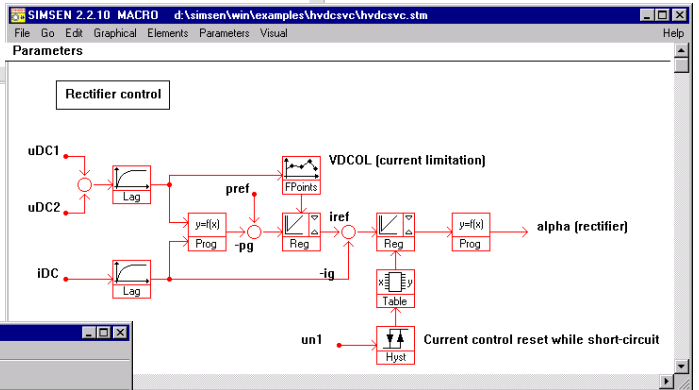 SIMSEN 2.2.10 MACRO d:\simsen\win\examples\hvdcsvc\hvdcsvc.stm
File Go Edit Graphical Elements Parameters Visual Help
Parameters
Rectifier control
uDC1
VDCOL (current limitation)
FPoints
Lag
pref
uDC2
y=f(x)
iref
y=f(x)
alpha (rectifier)
Prog
-pg
Reg
Reg
Prog
iDC
-ig
Lag
x y
Table
un1
Current control reset while short-circuit
Hyst